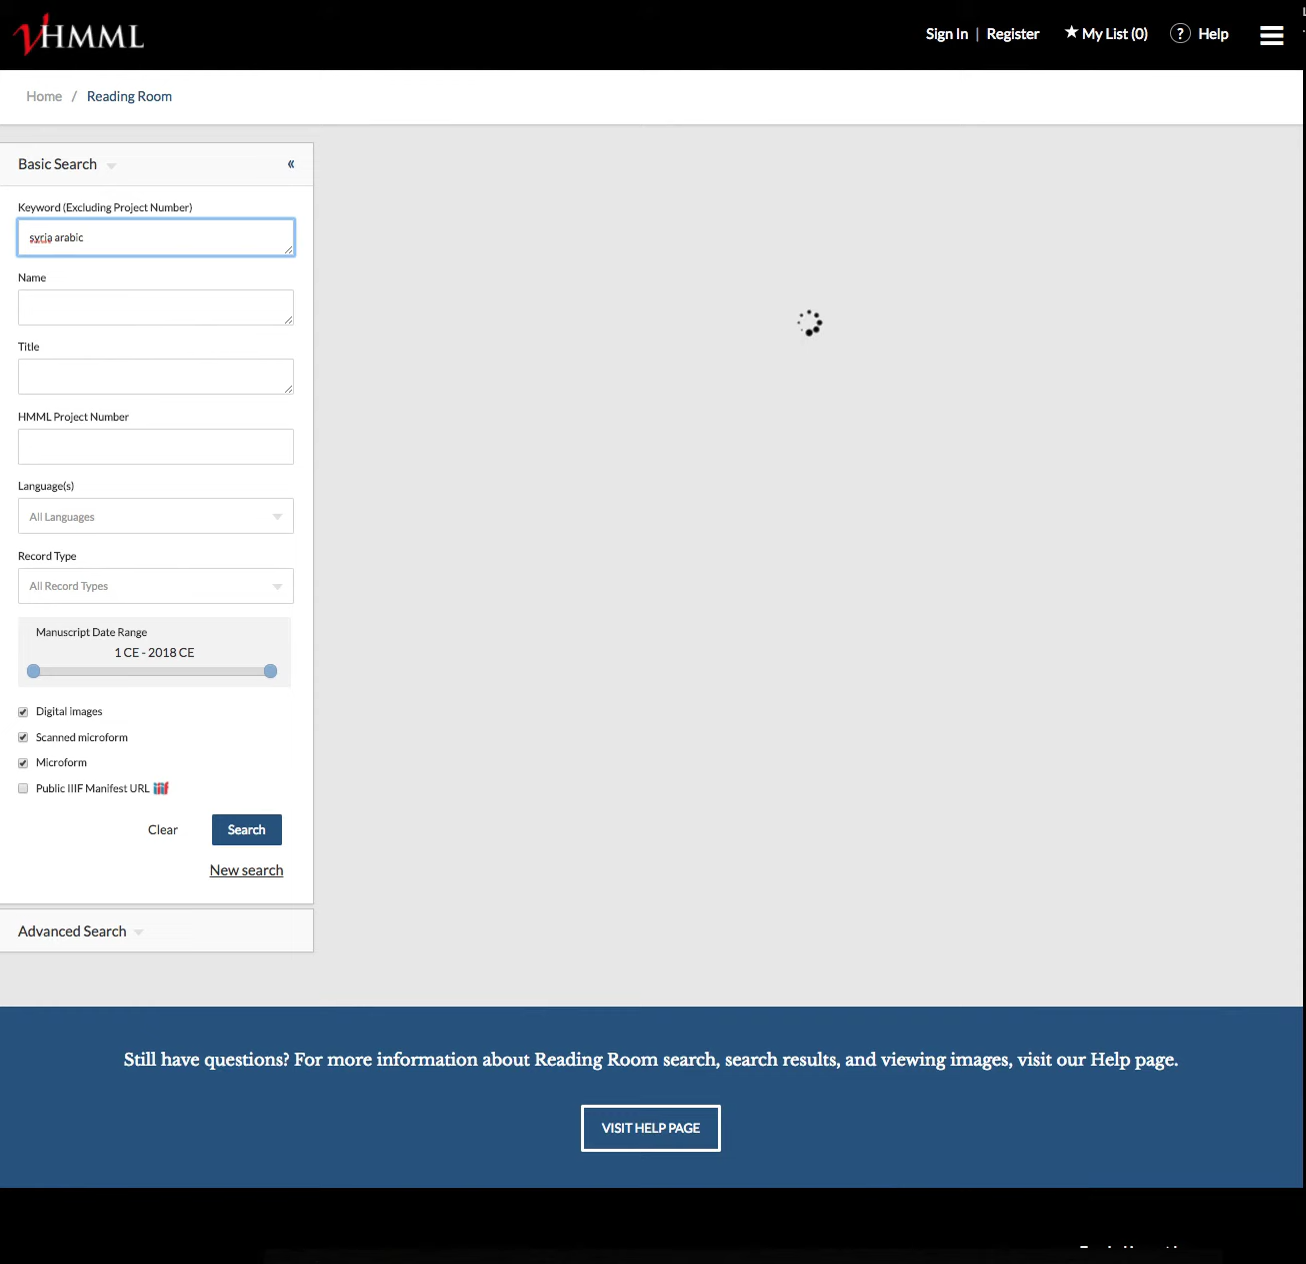 vHMML
Sign In | Register
★ My List (0)
? Help
Home / Reading Room
Basic Search
«
Keyword (Excluding Project Number)
syria arabic
Name
Title
HMML Project Number
Language(s)
All Languages
Record Type
All Record Types
Manuscript Date Range
1 CE - 2018 CE
Digital images
Scanned microform
Microform
Public IIIF Manifest URL iiif
Clear
Search
New search
Advanced Search
Still have questions? For more information about Reading Room search, search results, and viewing images, visit our Help page.
VISIT HELP PAGE